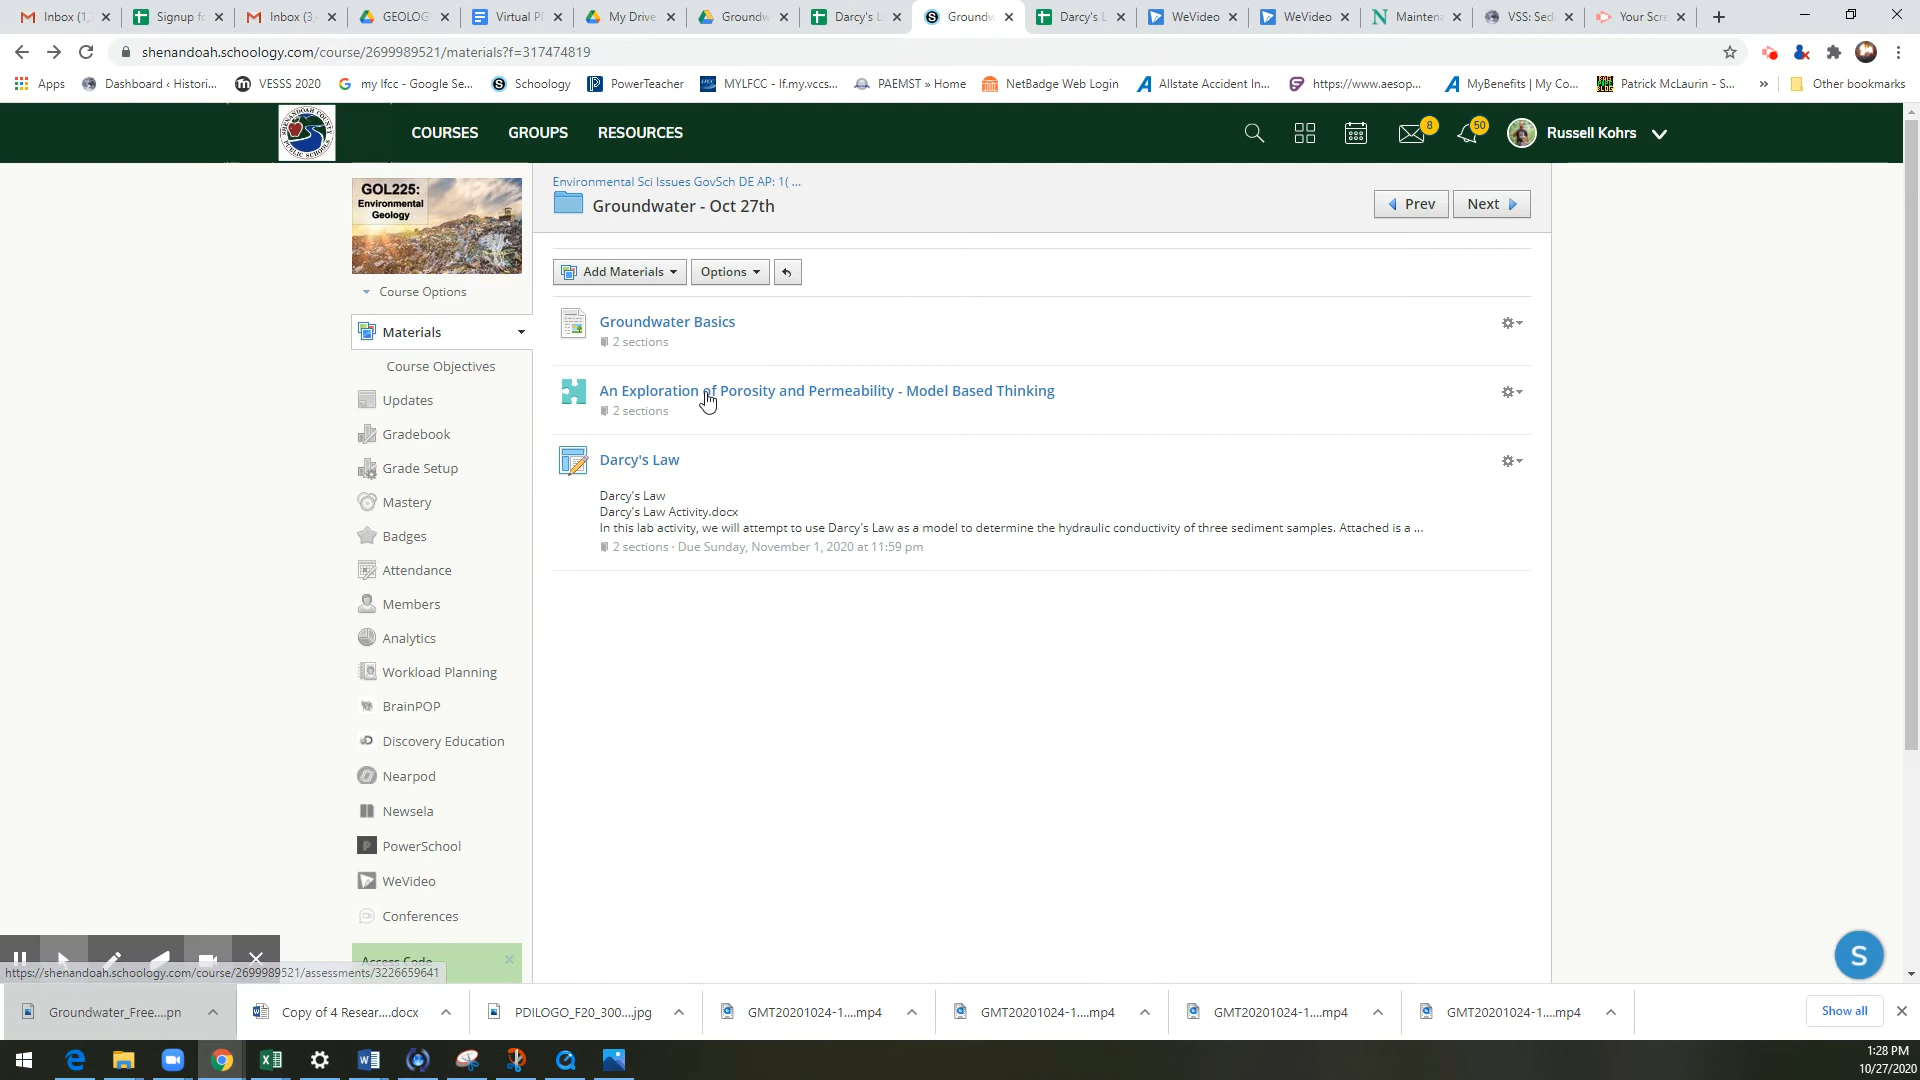 Inbox (1,
Signup fo
Inbox (3,
GEOLOG
Virtual Pl
My Drive
Groundw
Darcy's L
Groundw
Darcy's L
WeVideo
WeVideo
Maintena
VSS: Sedi
Your Scre
shenandoah.schoology.com/course/2699989521/materials?f=317474819
Apps
Dashboard ‹ Histori...
VESSS 2020
my lfcc - Google Se...
Schoology
PowerTeacher
MYLFCC - lf.my.vccs...
PAEMST » Home
NetBadge Web Login
Allstate Accident In...
https://www.aesop...
MyBenefits | My Co...
Patrick McLaurin - S...
»
Other bookmarks
COURSES
GROUPS
RESOURCES
8
50
Russell Kohrs
GOL225:
Environmental
Geology
Course Options
Materials
Course Objectives
Updates
Gradebook
Grade Setup
Mastery
Badges
Attendance
Members
Analytics
Workload Planning
BrainPOP
Discovery Education
Nearpod
Newsela
PowerSchool
WeVideo
Conferences
Access Code
Environmental Sci Issues GovSch DE AP: 1( ...
Groundwater - Oct 27th
Prev
Next
Add Materials
Options
Groundwater Basics
2 sections
An Exploration of Porosity and Permeability - Model Based Thinking
2 sections
Darcy's Law
Darcy's Law
Darcy's Law Activity.docx
In this lab activity, we will attempt to use Darcy's Law as a model to determine the hydraulic conductivity of three sediment samples. Attached is a ...
2 sections · Due Sunday, November 1, 2020 at 11:59 pm
S
https://shenandoah.schoology.com/course/2699989521/assessments/3226659641
Groundwater_Free....pn
Copy of 4 Resear....docx
PDILOGO_F20_300....jpg
GMT20201024-1....mp4
GMT20201024-1....mp4
GMT20201024-1....mp4
GMT20201024-1....mp4
Show all
1:28 PM
10/27/2020